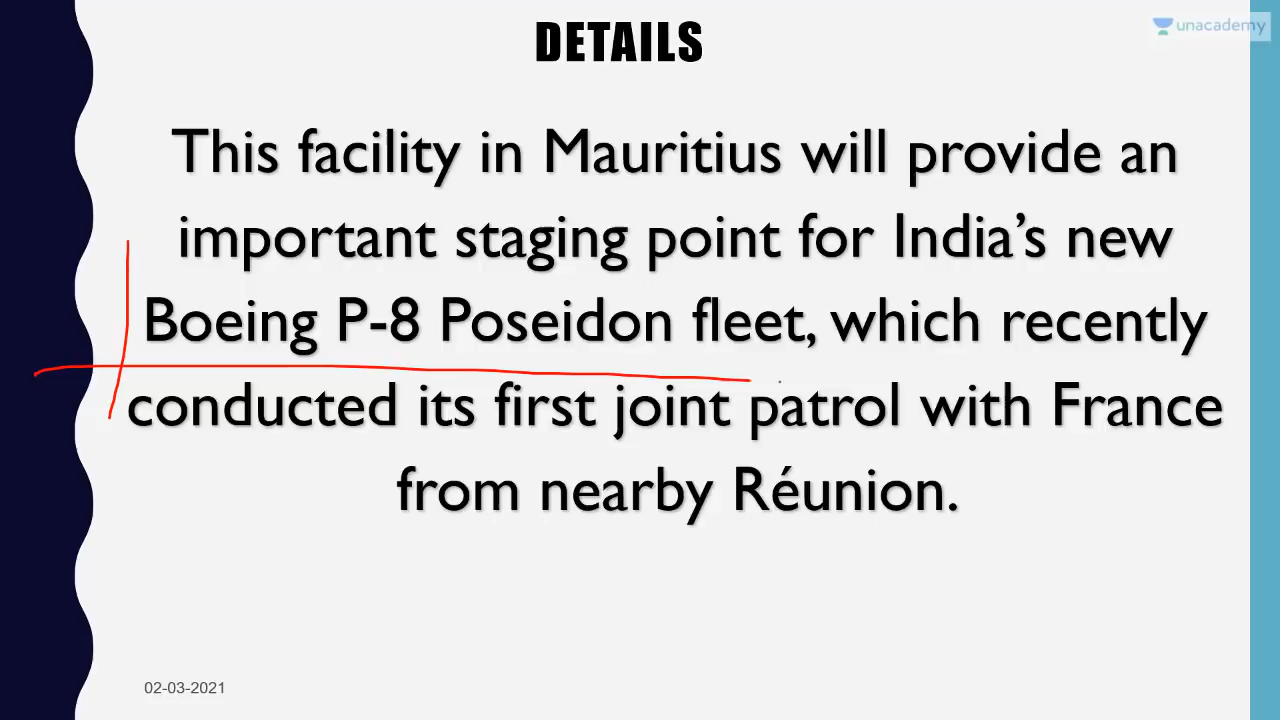 DETAILS
unacademy
This facility in Mauritius will provide an
important staging point for India’s new
Boeing P-8 Poseidon fleet, which recently
conducted its first joint patrol with France
from nearby Réunion.
02-03-2021